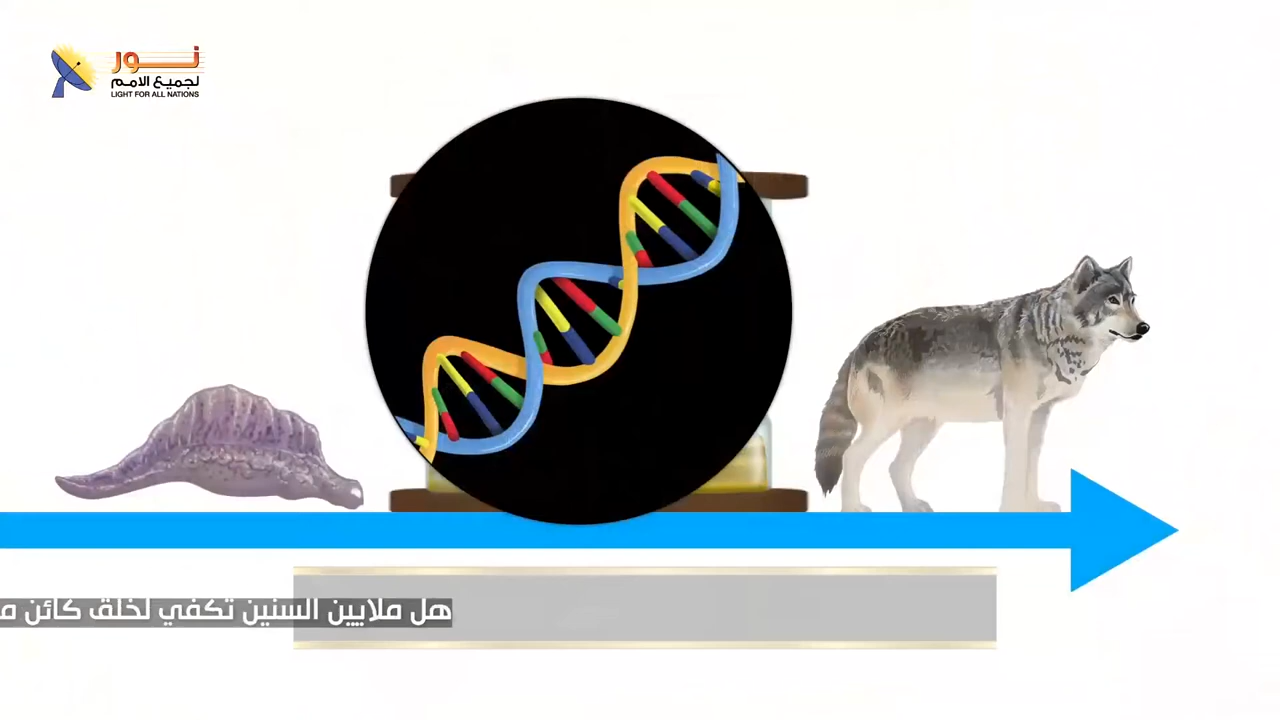 نور
لجميع الامم
LIGHT FOR ALL NATIONS
هل ملايين السنين تكفي لخلق كائن